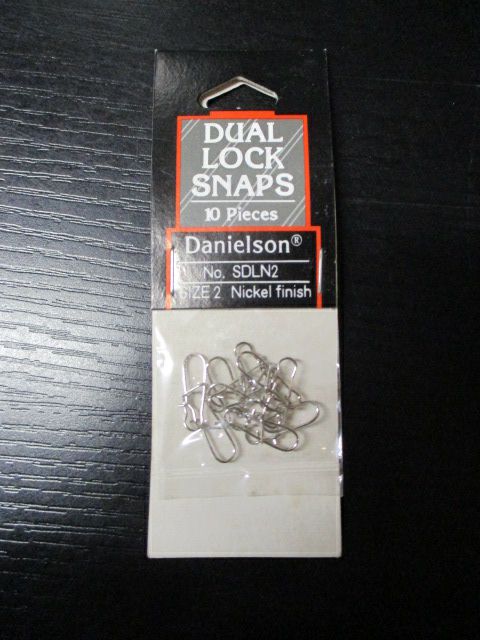 DUAL
LOCK
SNAPS
10 Pieces
Danielson®
No. SDLN2
SIZE 2 Nickel finish